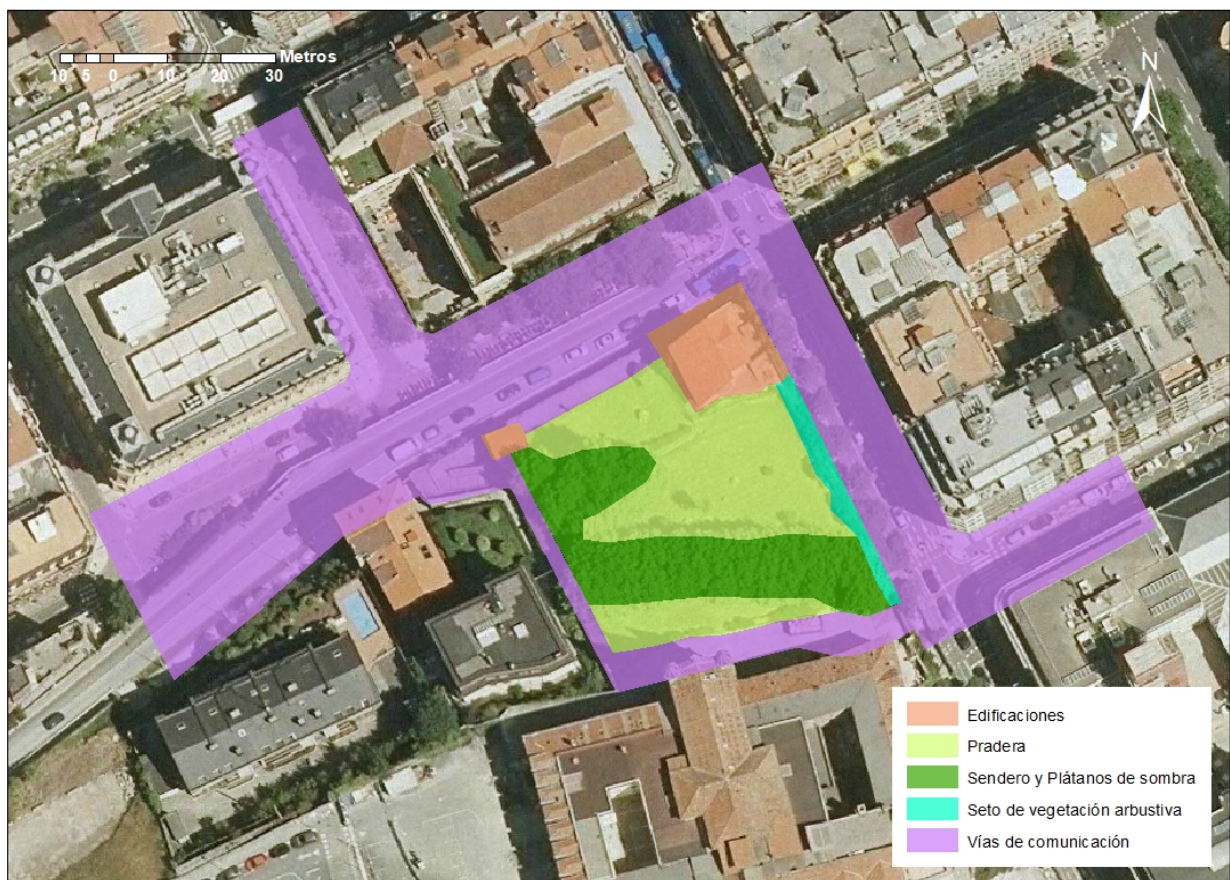 Metros
10 5 0 10 20 30
N
Edificaciones
Pradera
Sendero y Plátanos de sombra
Seto de vegetación arbustiva
Vías de comunicación